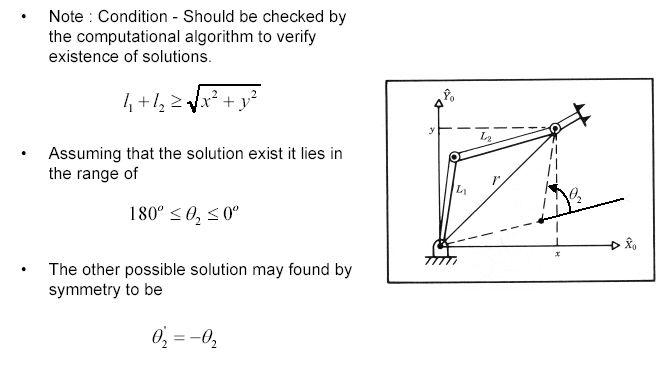 • Note : Condition - Should be checked by
the computational algorithm to verify
existence of solutions.
l₁ + l₂ ≥ √x² + y²
• Assuming that the solution exist it lies in
the range of
180° ≤ θ₂ ≤ 0°
• The other possible solution may found by
symmetry to be
θ₂' = −θ₂
Ŷ₀
y
L₂
r
L₁
θ₂
X̂₀
x